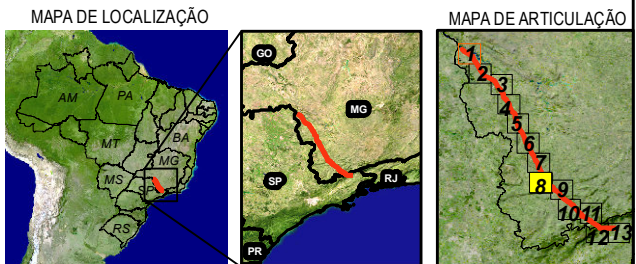 MAPA DE LOCALIZAÇÃO
AM
PA
MT
BA
MG
MS
SP
RS
GO
MG
SP
RJ
PR
MAPA DE ARTICULAÇÃO
1
2
3
4
5
6
7
8
9
10
11
12
13